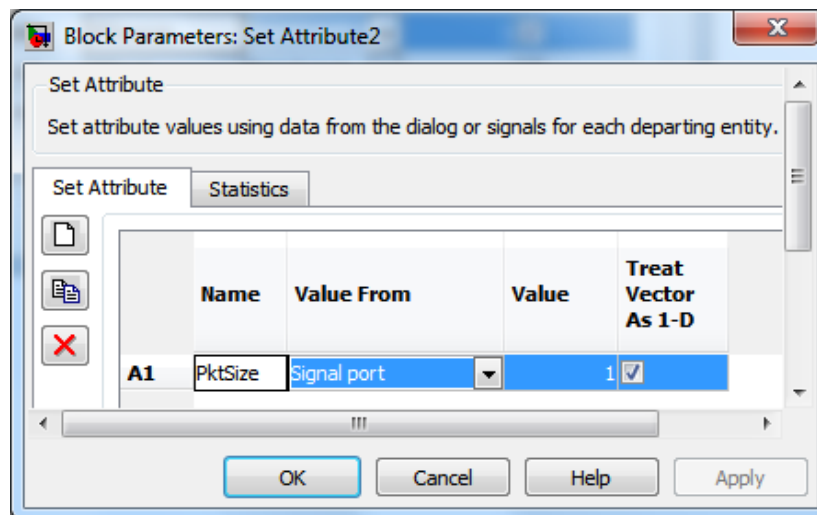 Block Parameters: Set Attribute2
Set Attribute
Set attribute values using data from the dialog or signals for each departing entity.
Set Attribute Statistics
Name Value From Value Treat Vector As 1-D
A1 PktSize Signal port 1
OK Cancel Help Apply